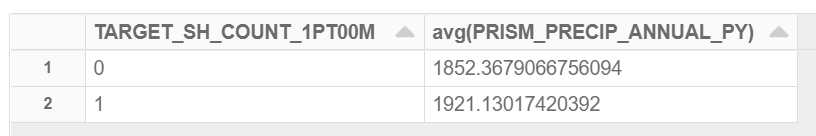 TARGET_SH_COUNT_1PT00M avg(PRISM_PRECIP_ANNUAL_PY)
1 0 1852.3679066756094
2 1 1921.13017420392